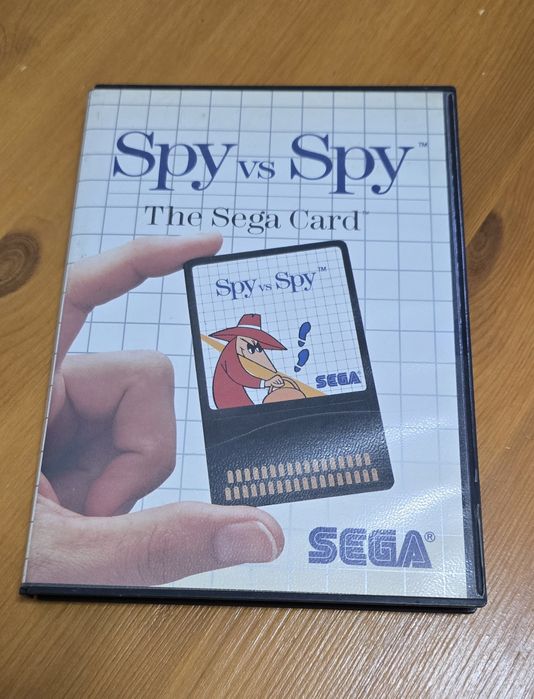 Spy vs Spy™
The Sega Card™
Spy vs Spy™
SEGA
SEGA®